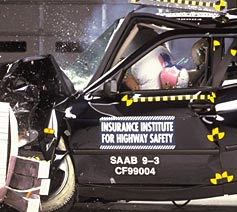 INSURANCE INSTITUTE
FOR HIGHWAY SAFETY
SAAB 9-3
CF99004